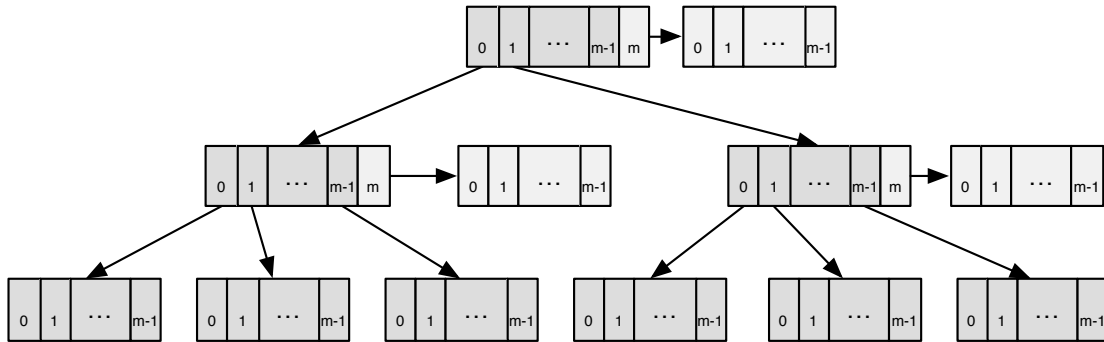 0 1 ... m-1 m 0 1 ... m-1
0 1 ... m-1 m 0 1 ... m-1 0 1 ... m-1 m 0 1 ... m-1
0 1 ... m-1 0 1 ... m-1 0 1 ... m-1 0 1 ... m-1 0 1 ... m-1 0 1 ... m-1